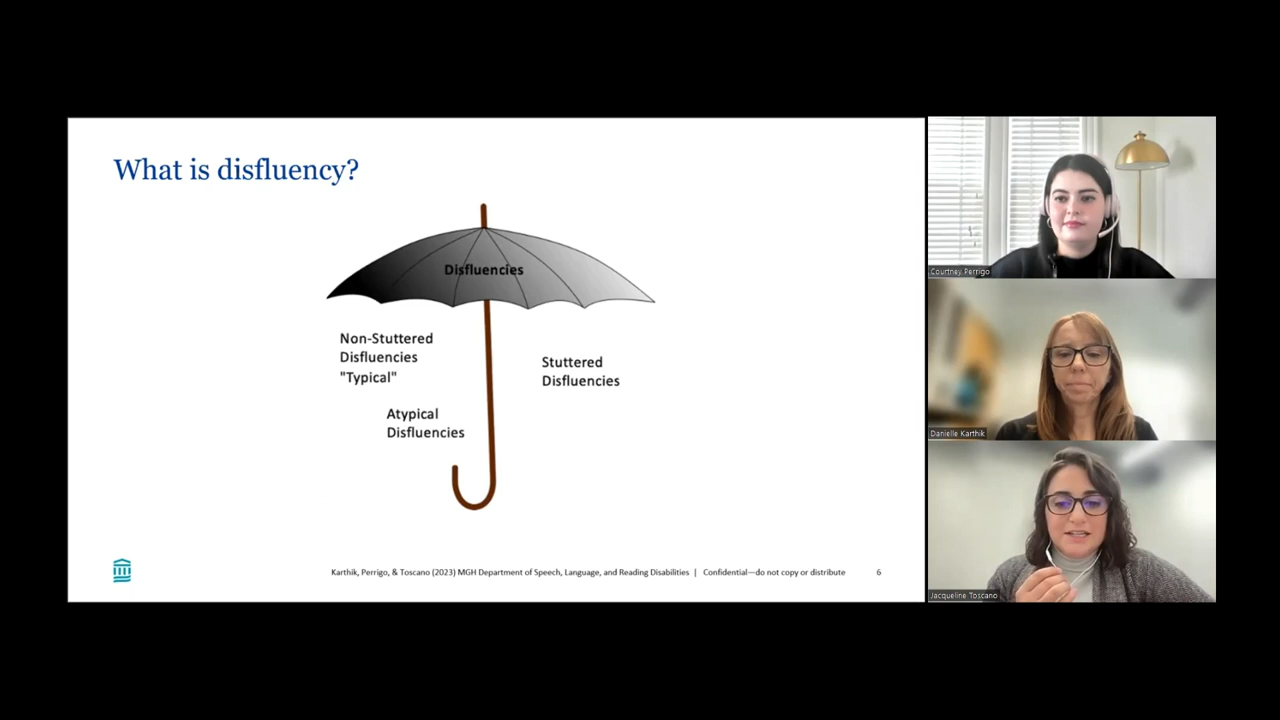 What is disfluency?
Disfluencies
Non-Stuttered
Disfluencies
"Typical"
Stuttered
Disfluencies
Atypical
Disfluencies
Karthik, Perrigo, & Toscano (2023) MGH Department of Speech, Language, and Reading Disabilities | Confidential—do not copy or distribute 6
Courtney Perrigo
Danielle Karthik
Jacqueline Toscano